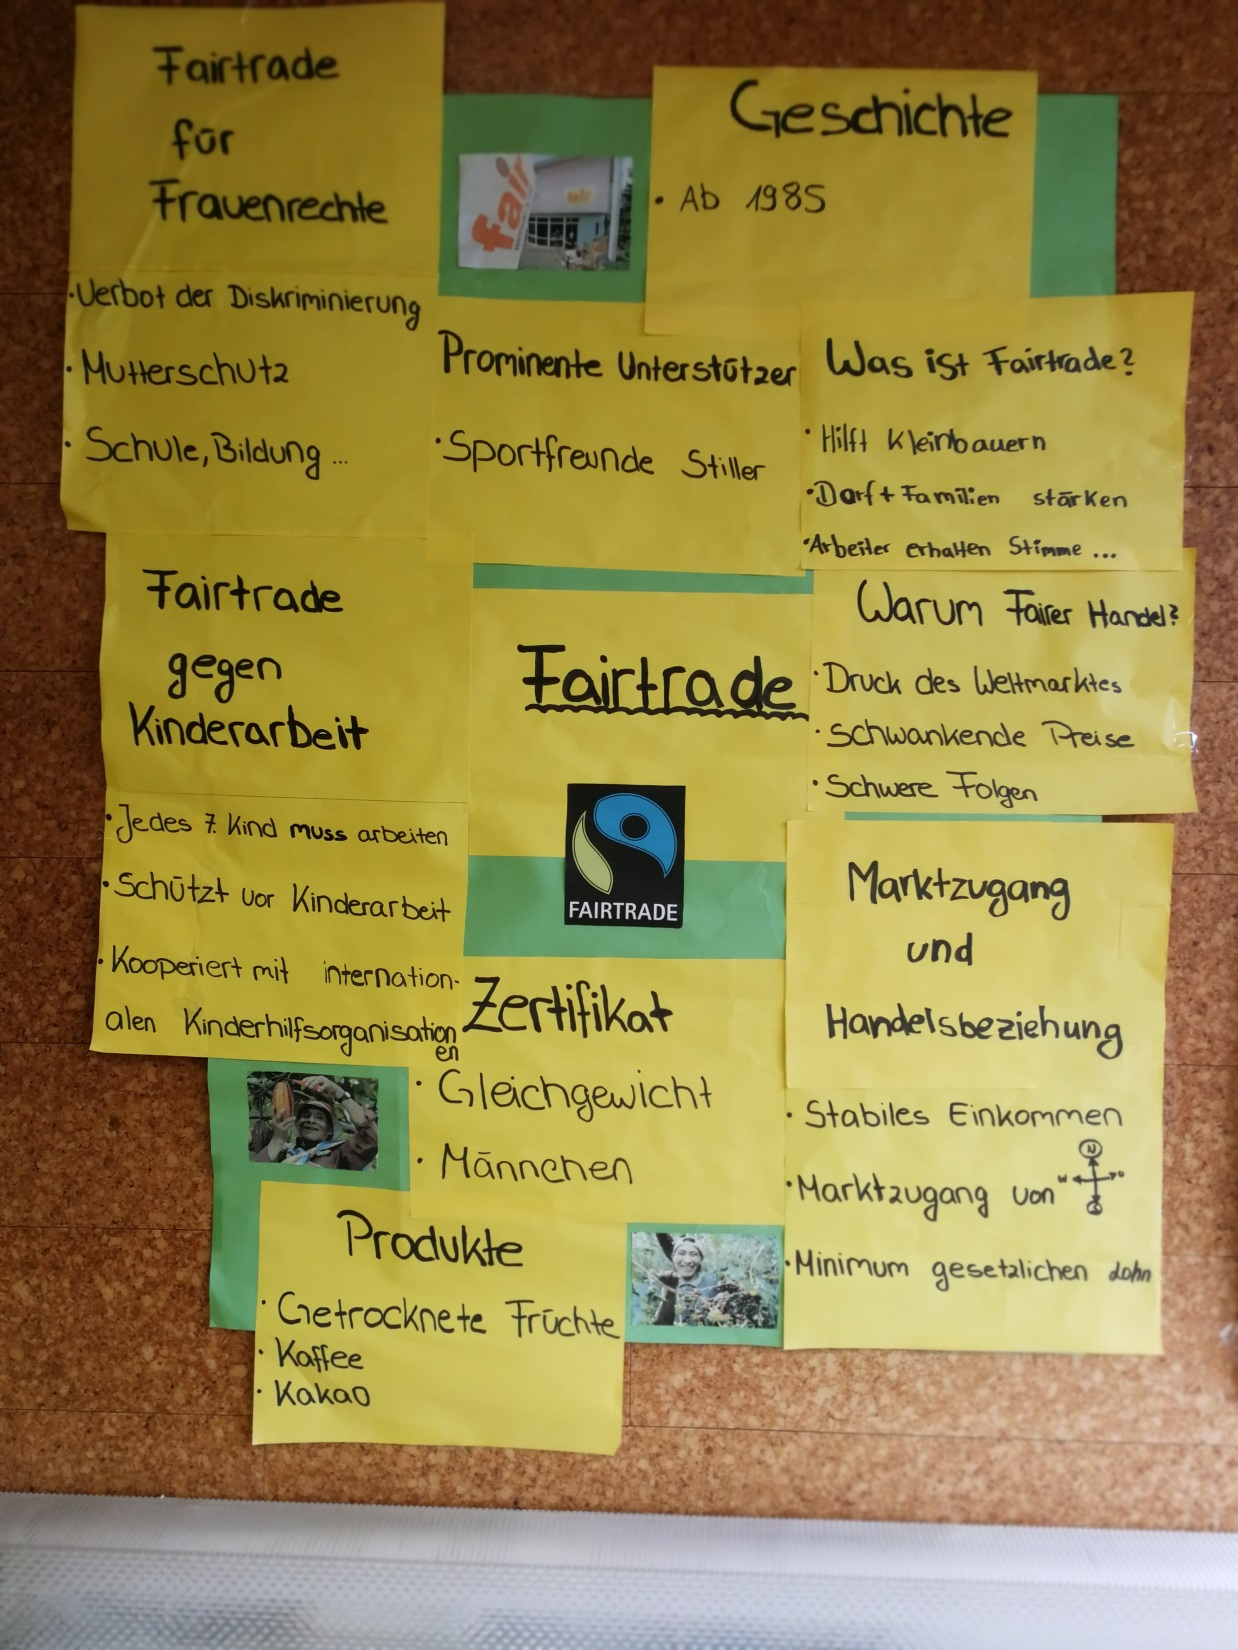 Fairtrade
für
Frauenrechte
• Verbot der Diskriminierung
• Mutterschutz
• Schule, Bildung ...
fair
fair
Geschichte
• Ab 1985
Prominente Unterstützer
• Sportfreunde Stiller
Was ist Fairtrade?
• Hilft Kleinbauern
• Dorf + Familien stärken
• Arbeiter erhalten Stimme ...
Fairtrade
gegen
Kinderarbeit
• Jedes 7. Kind muss arbeiten
• Schützt vor Kinderarbeit
• Kooperiert mit internation-
alen Kinderhilfsorganisation
en
Fairtrade
FAIRTRADE
Warum Fairer Handel?
• Druck des Weltmarktes
• Schwankende Preise
• Schwere Folgen
Zertifikat
• Gleichgewicht
• Männchen
Marktzugang
und
Handelsbeziehung
• Stabiles Einkommen
N
• Marktzugang von W O
S
• Minimum gesetzlichen Lohn
Produkte
• Getrocknete Früchte
• Kaffee
• Kakao